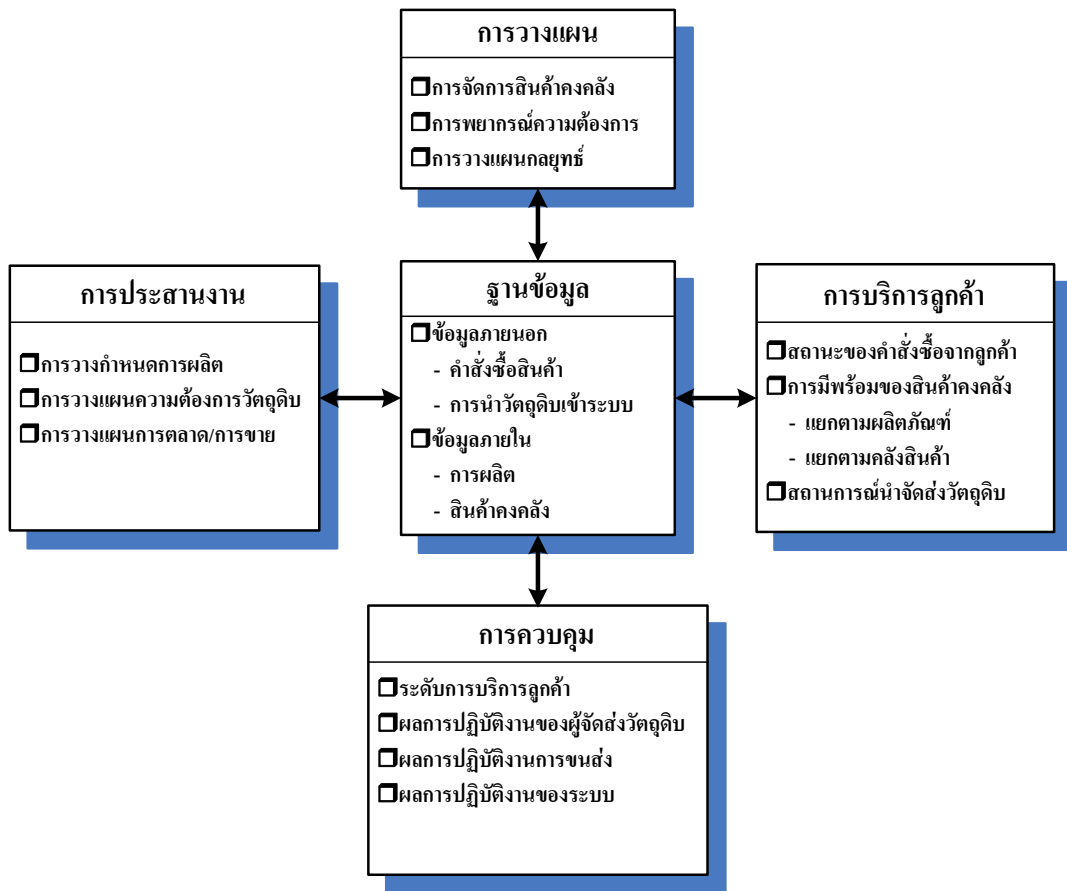 การวางแผน
❒การจัดการสินค้าคงคลัง
❒การพยากรณ์ความต้องการ
❒การวางแผนกลยุทธ์
การประสานงาน
❒การวางกำหนดการผลิต
❒การวางแผนความต้องการวัตถุดิบ
❒การวางแผนการตลาด/การขาย
ฐานข้อมูล
❒ข้อมูลภายนอก
- คำสั่งซื้อสินค้า
- การนำวัตถุดิบเข้าระบบ
❒ข้อมูลภายใน
- การผลิต
- สินค้าคงคลัง
การบริการลูกค้า
❒สถานะของคำสั่งซื้อจากลูกค้า
❒การมีพร้อมของสินค้าคงคลัง
- แยกตามผลิตภัณฑ์
- แยกตามคลังสินค้า
❒สถานการณ์นำจัดส่งวัตถุดิบ
การควบคุม
❒ระดับการบริการลูกค้า
❒ผลการปฏิบัติงานของผู้จัดส่งวัตถุดิบ
❒ผลการปฏิบัติงานการขนส่ง
❒ผลการปฏิบัติงานของระบบ